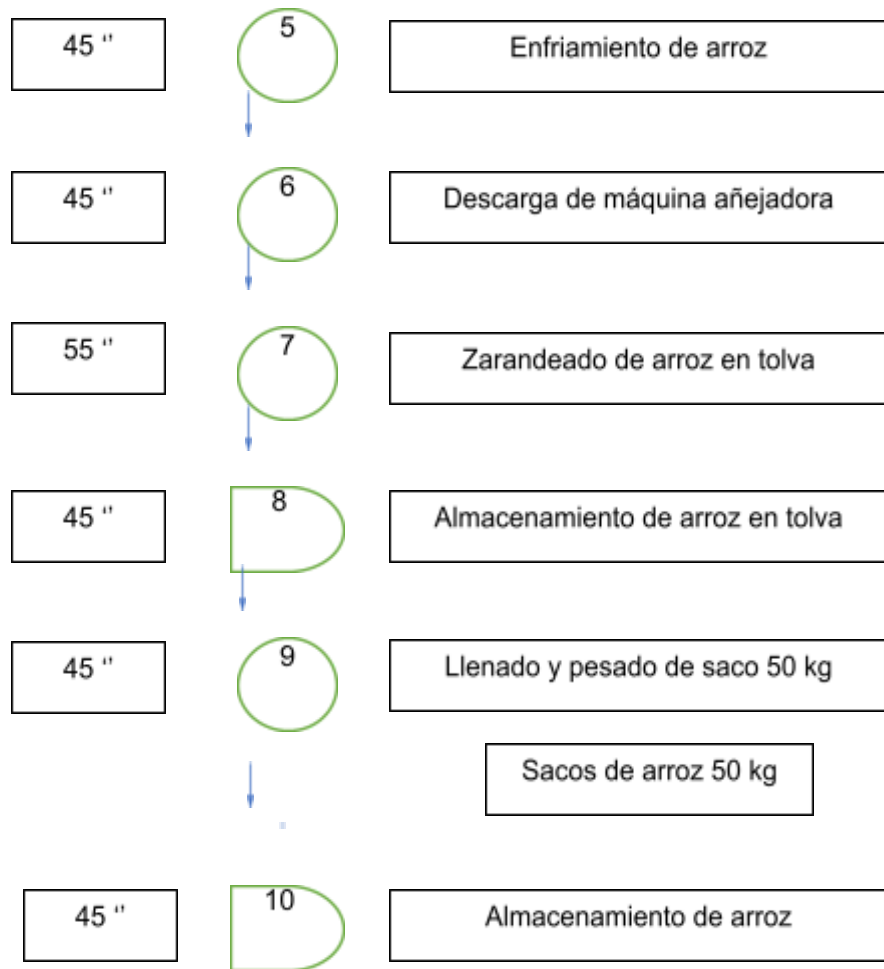 45 ‘’
5
Enfriamiento de arroz
45 ‘’
6
Descarga de máquina añejadora
55 ‘’
7
Zarandeado de arroz en tolva
45 ‘’
8
Almacenamiento de arroz en tolva
45 ‘’
9
Llenado y pesado de saco 50 kg
Sacos de arroz 50 kg
45 ‘’
10
Almacenamiento de arroz